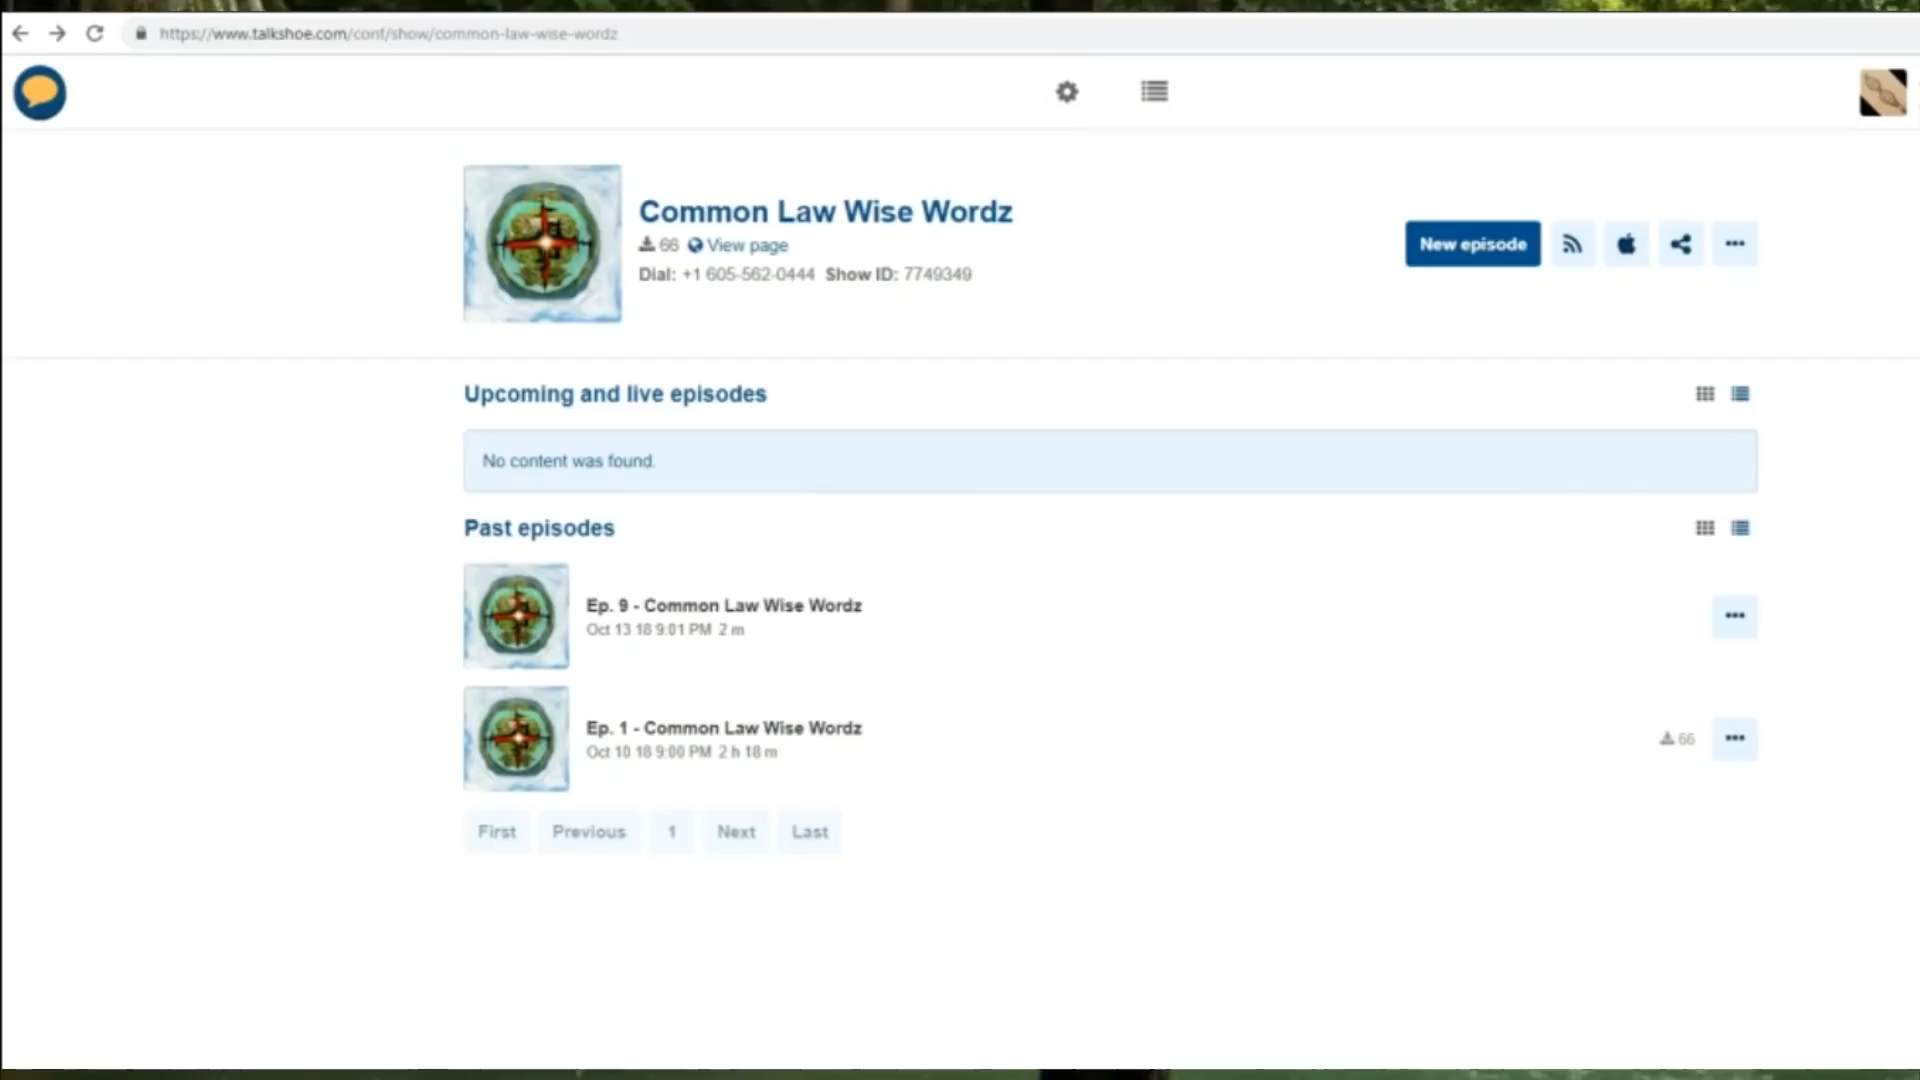 https://www.talkshoe.com/conf/show/common-law-wise-wordz
Common Law Wise Wordz
66 View page
Dial: +1 605-562-0444 Show ID: 7749349
New episode
Upcoming and live episodes
No content was found.
Past episodes
Ep. 9 - Common Law Wise Wordz
Oct 13 18 9:01 PM 2 m
Ep. 1 - Common Law Wise Wordz
Oct 10 18 9:00 PM 2 h 18 m
66
First Previous 1 Next Last